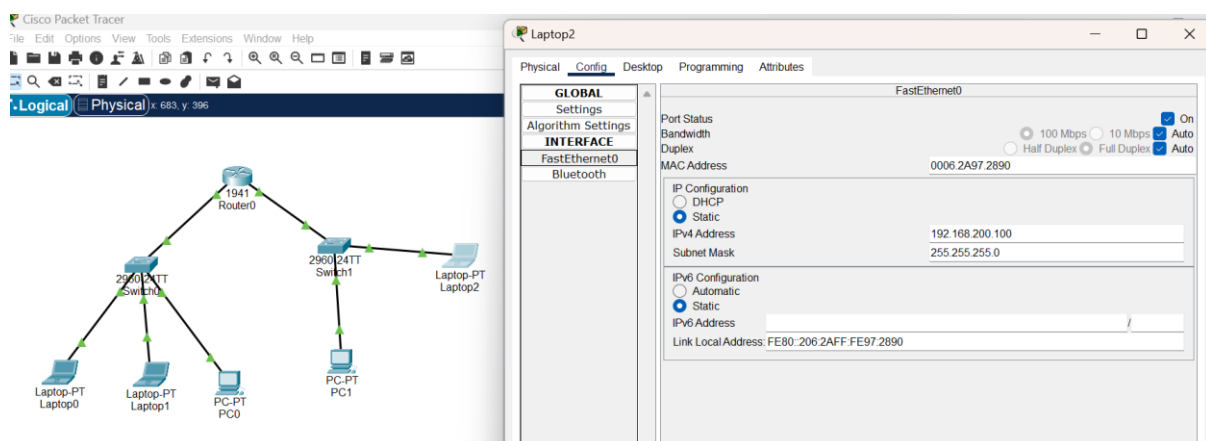 Cisco Packet Tracer
File Edit Options View Tools Extensions Window Help
Logical Physical x: 683, y: 396
1941
Router0
2960-24TT
Switch0
2960-24TT
Switch1
Laptop-PT
Laptop2
Laptop-PT
Laptop0
Laptop-PT
Laptop1
PC-PT
PC0
PC-PT
PC1
Laptop2
Physical Config Desktop Programming Attributes
GLOBAL
Settings
Algorithm Settings
INTERFACE
FastEthernet0
Bluetooth
FastEthernet0
Port Status On
Bandwidth 100 Mbps 10 Mbps Auto
Duplex Half Duplex Full Duplex Auto
MAC Address 0006.2A97.2890
IP Configuration
DHCP
Static
IPv4 Address 192.168.200.100
Subnet Mask 255.255.255.0
IPv6 Configuration
Automatic
Static
IPv6 Address /
Link Local Address: FE80::206:2AFF:FE97:2890